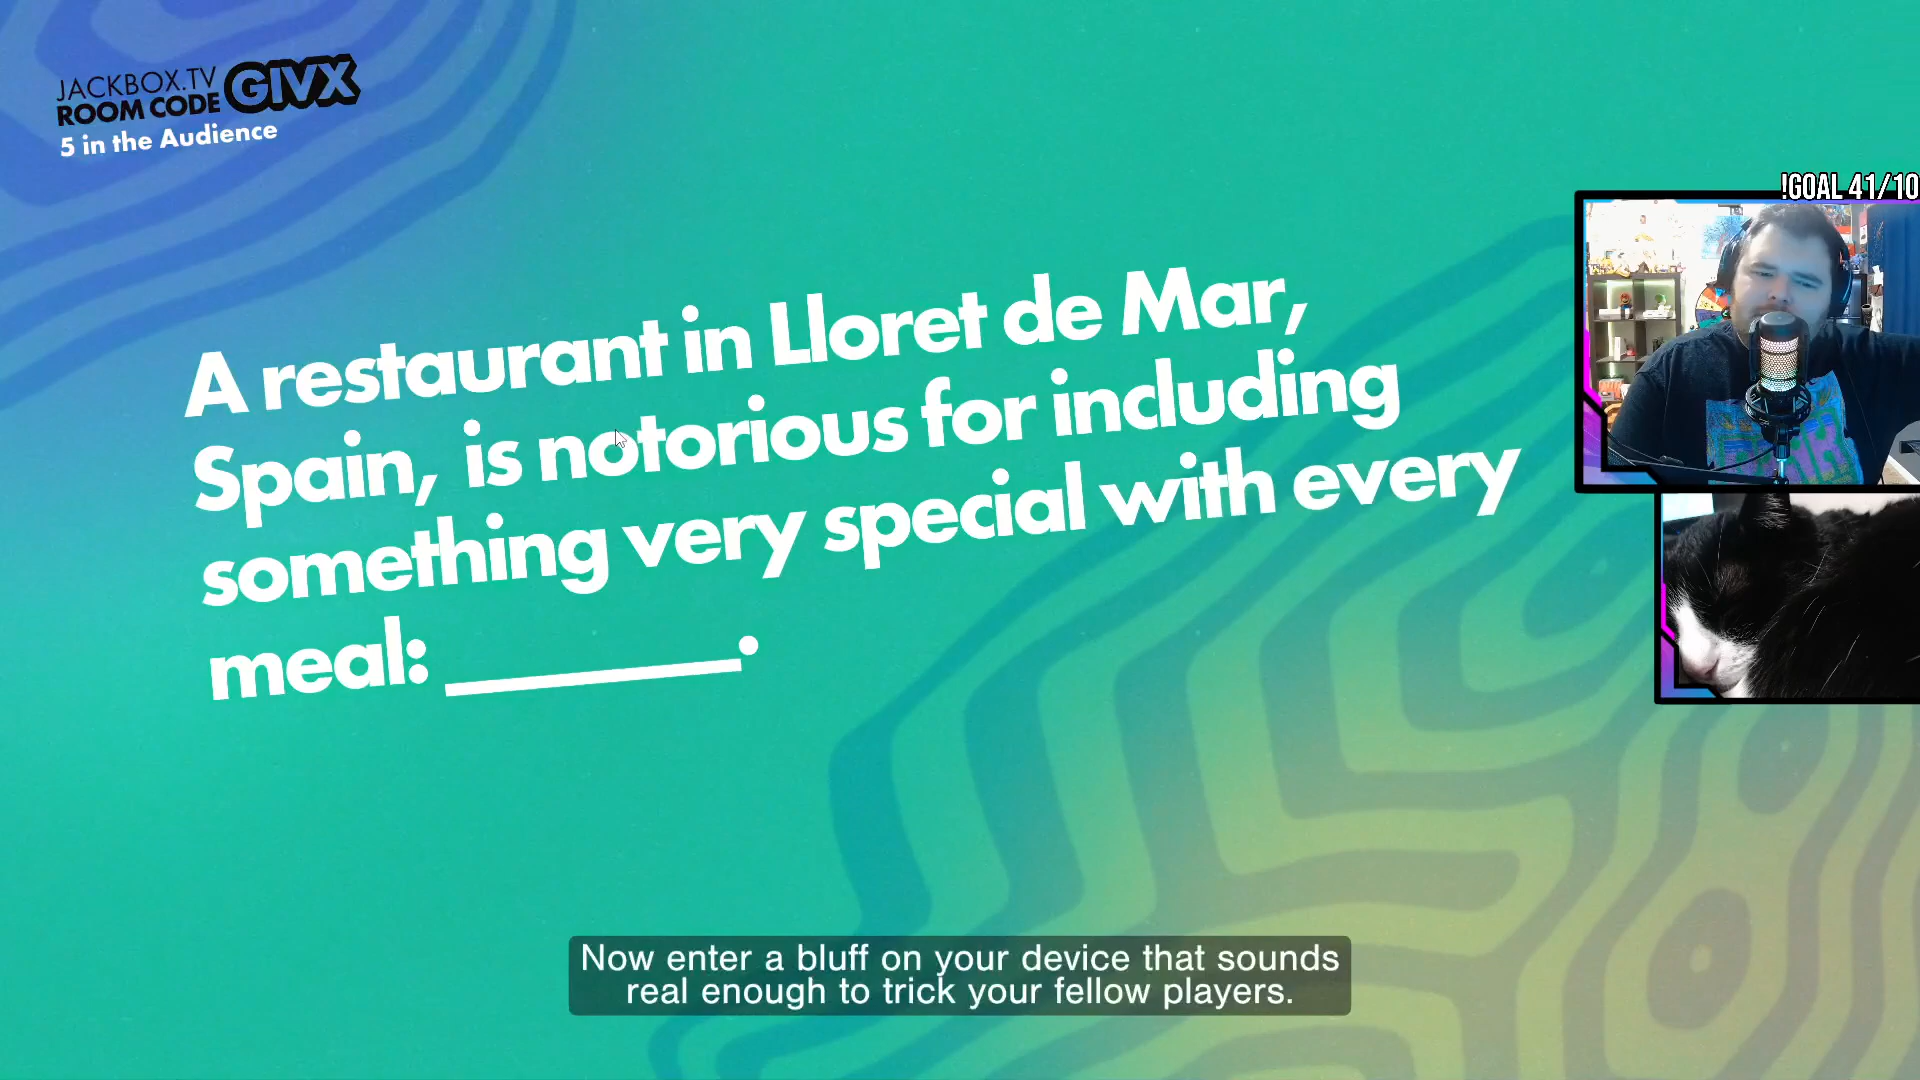 JACKBOX.TV
ROOM CODE GIVX
5 in the Audience
!GOAL 41/10
A restaurant in Lloret de Mar,
Spain, is notorious for including
something very special with every
meal: ________.
Now enter a bluff on your device that sounds
real enough to trick your fellow players.